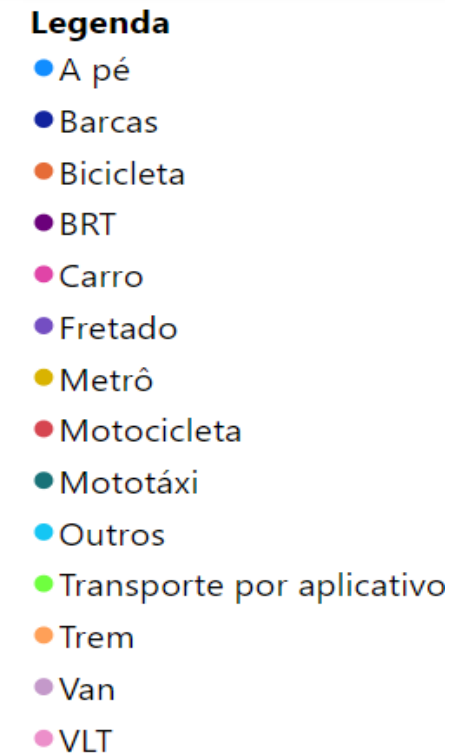 Legenda
A pé
Barcas
Bicicleta
BRT
Carro
Fretado
Metrô
Motocicleta
Mototáxi
Outros
Transporte por aplicativo
Trem
Van
VLT